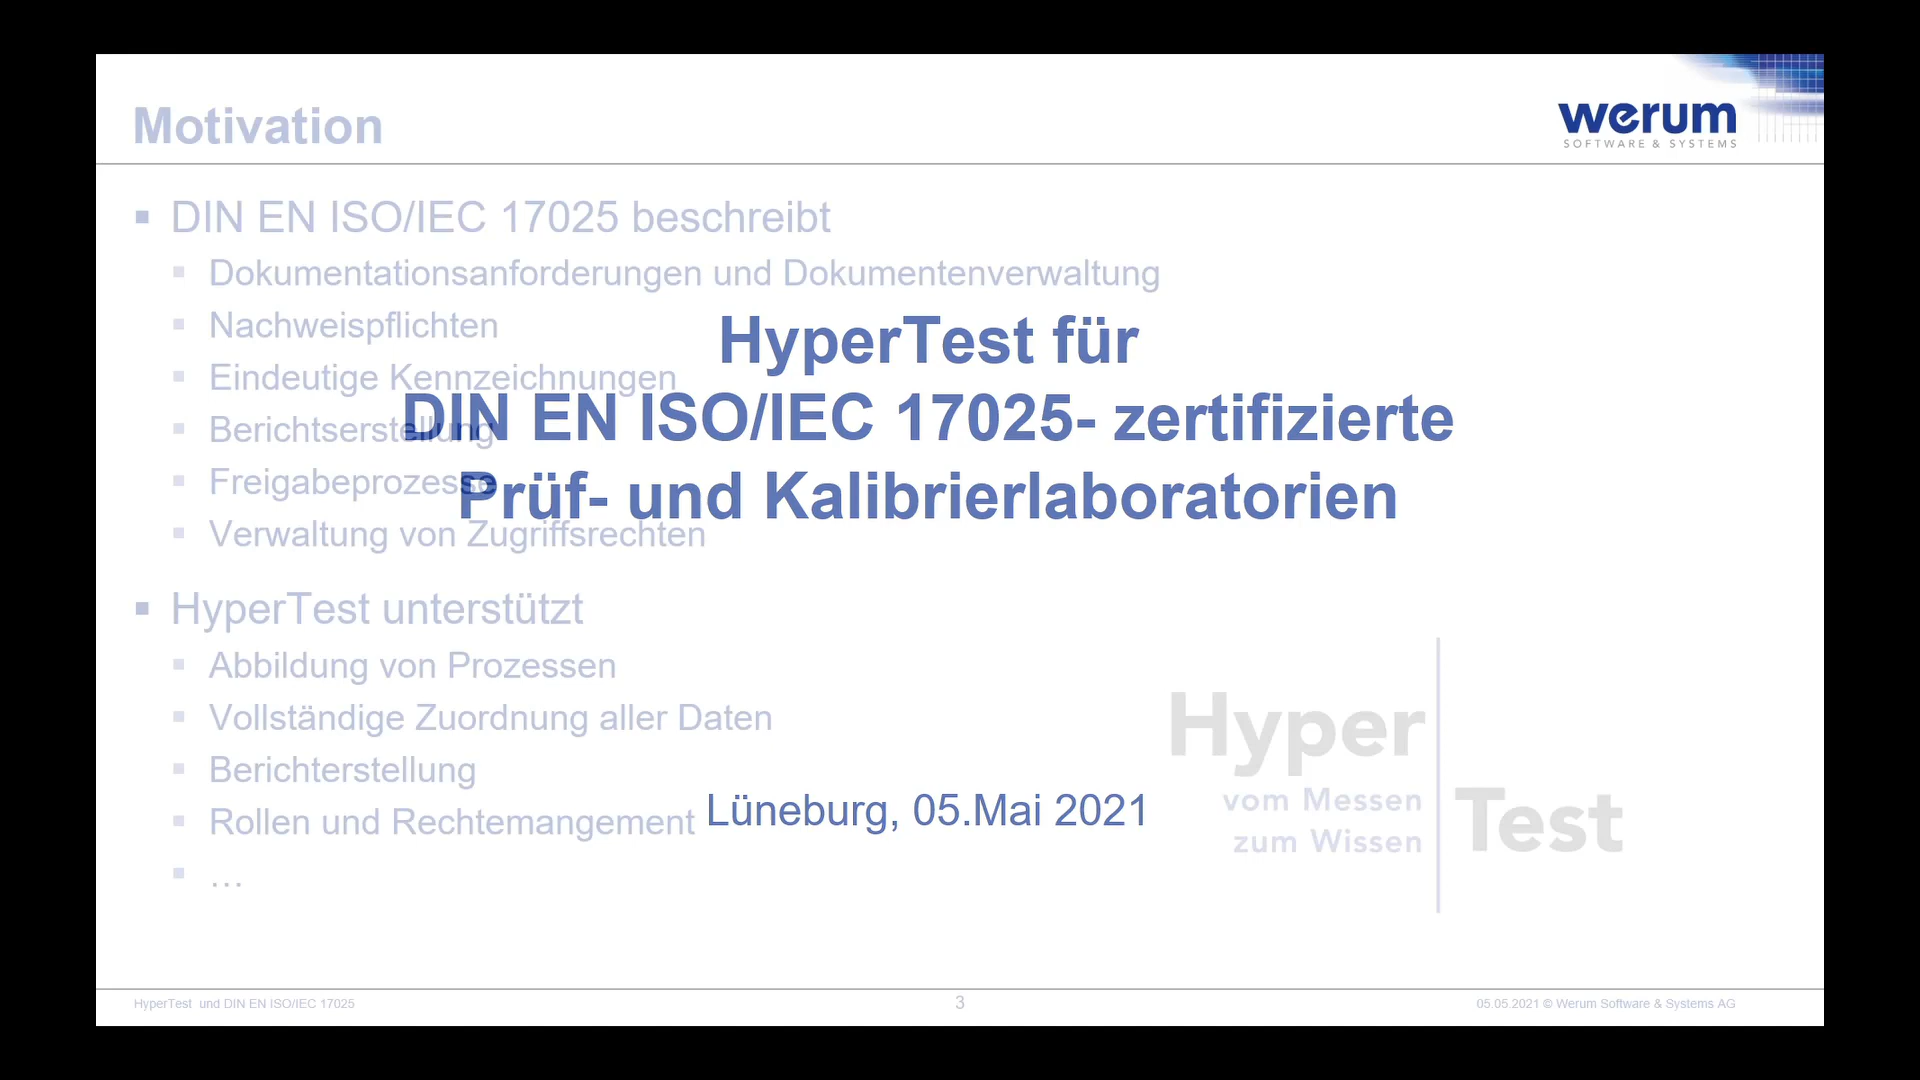 Motivation
werum
SOFTWARE & SYSTEMS
DIN EN ISO/IEC 17025 beschreibt
Dokumentationsanforderungen und Dokumentenverwaltung
Nachweispflichten
Eindeutige Kennzeichnungen
Berichtserstellung
Freigabeprozesse
Verwaltung von Zugriffsrechten
HyperTest für
DIN EN ISO/IEC 17025- zertifizierte
Prüf- und Kalibrierlaboratorien
HyperTest unterstützt
Abbildung von Prozessen
Vollständige Zuordnung aller Daten
Berichterstellung
Rollen und Rechtemangement
…
Lüneburg, 05.Mai 2021
Hyper
vom Messen
zum Wissen
Test
HyperTest und DIN EN ISO/IEC 17025
3
05.05.2021 © Werum Software & Systems AG